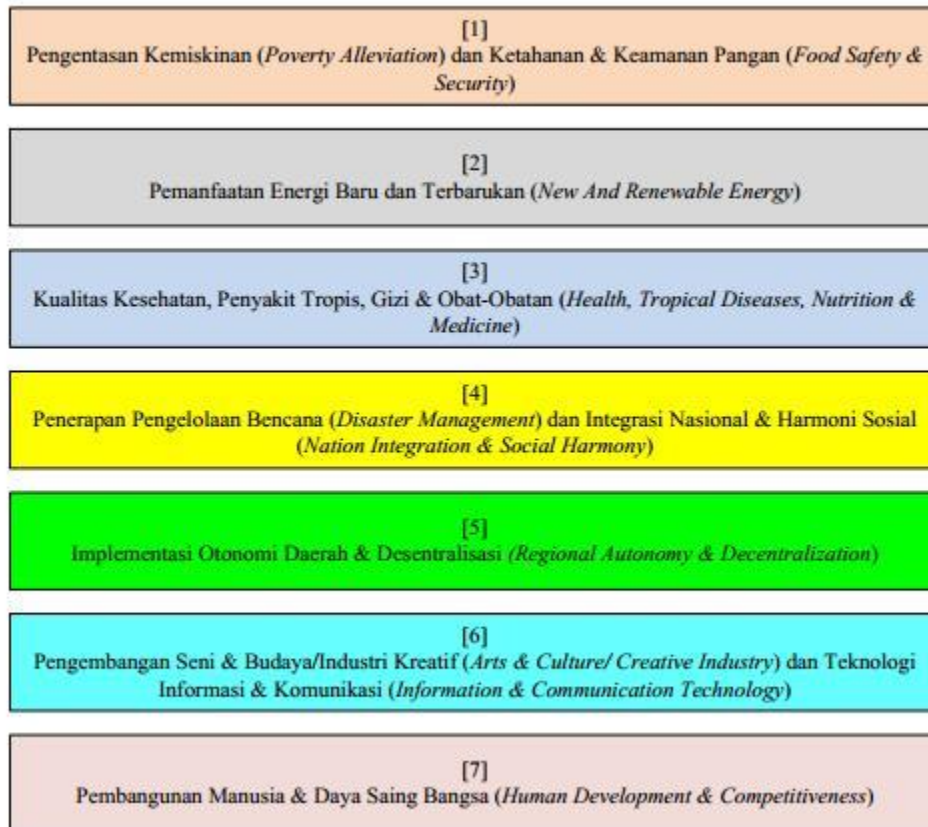 [1]
Pengentasan Kemiskinan (Poverty Alleviation) dan Ketahanan & Keamanan Pangan (Food Safety &
Security)
[2]
Pemanfaatan Energi Baru dan Terbarukan (New And Renewable Energy)
[3]
Kualitas Kesehatan, Penyakit Tropis, Gizi & Obat-Obatan (Health, Tropical Diseases, Nutrition &
Medicine)
[4]
Penerapan Pengelolaan Bencana (Disaster Management) dan Integrasi Nasional & Harmoni Sosial
(Nation Integration & Social Harmony)
[5]
Implementasi Otonomi Daerah & Desentralisasi (Regional Autonomy & Decentralization)
[6]
Pengembangan Seni & Budaya/Industri Kreatif (Arts & Culture/ Creative Industry) dan Teknologi
Informasi & Komunikasi (Information & Communication Technology)
[7]
Pembangunan Manusia & Daya Saing Bangsa (Human Development & Competitiveness)